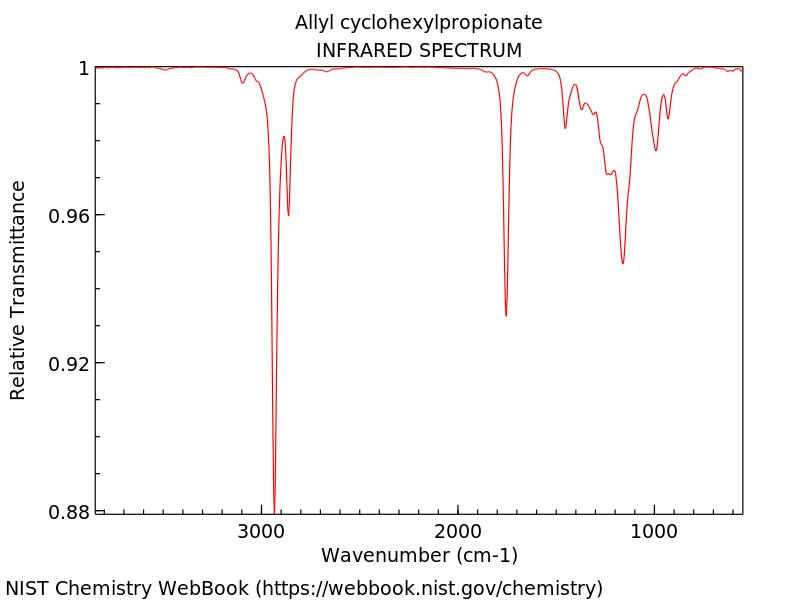 Allyl cyclohexylpropionate
INFRARED SPECTRUM
1
0.96
0.92
0.88
Relative Transmittance
3000 2000 1000
Wavenumber (cm-1)
NIST Chemistry WebBook (https://webbook.nist.gov/chemistry)